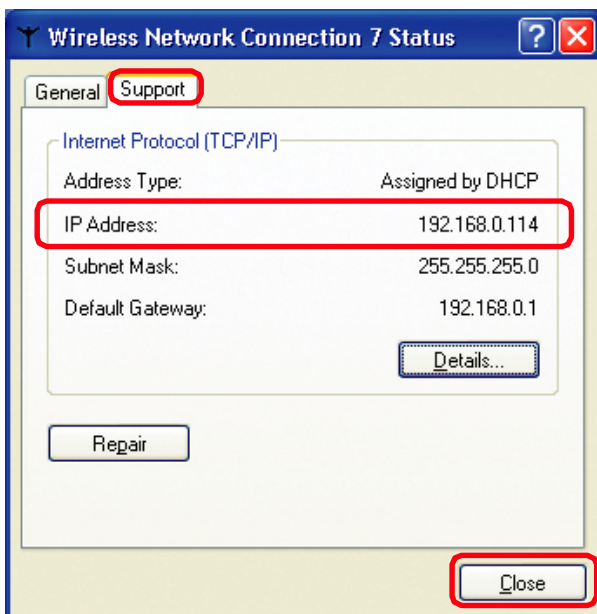 Wireless Network Connection 7 Status
General Support
Internet Protocol (TCP/IP)
Address Type: Assigned by DHCP
IP Address: 192.168.0.114
Subnet Mask: 255.255.255.0
Default Gateway: 192.168.0.1
Details...
Repair
Close